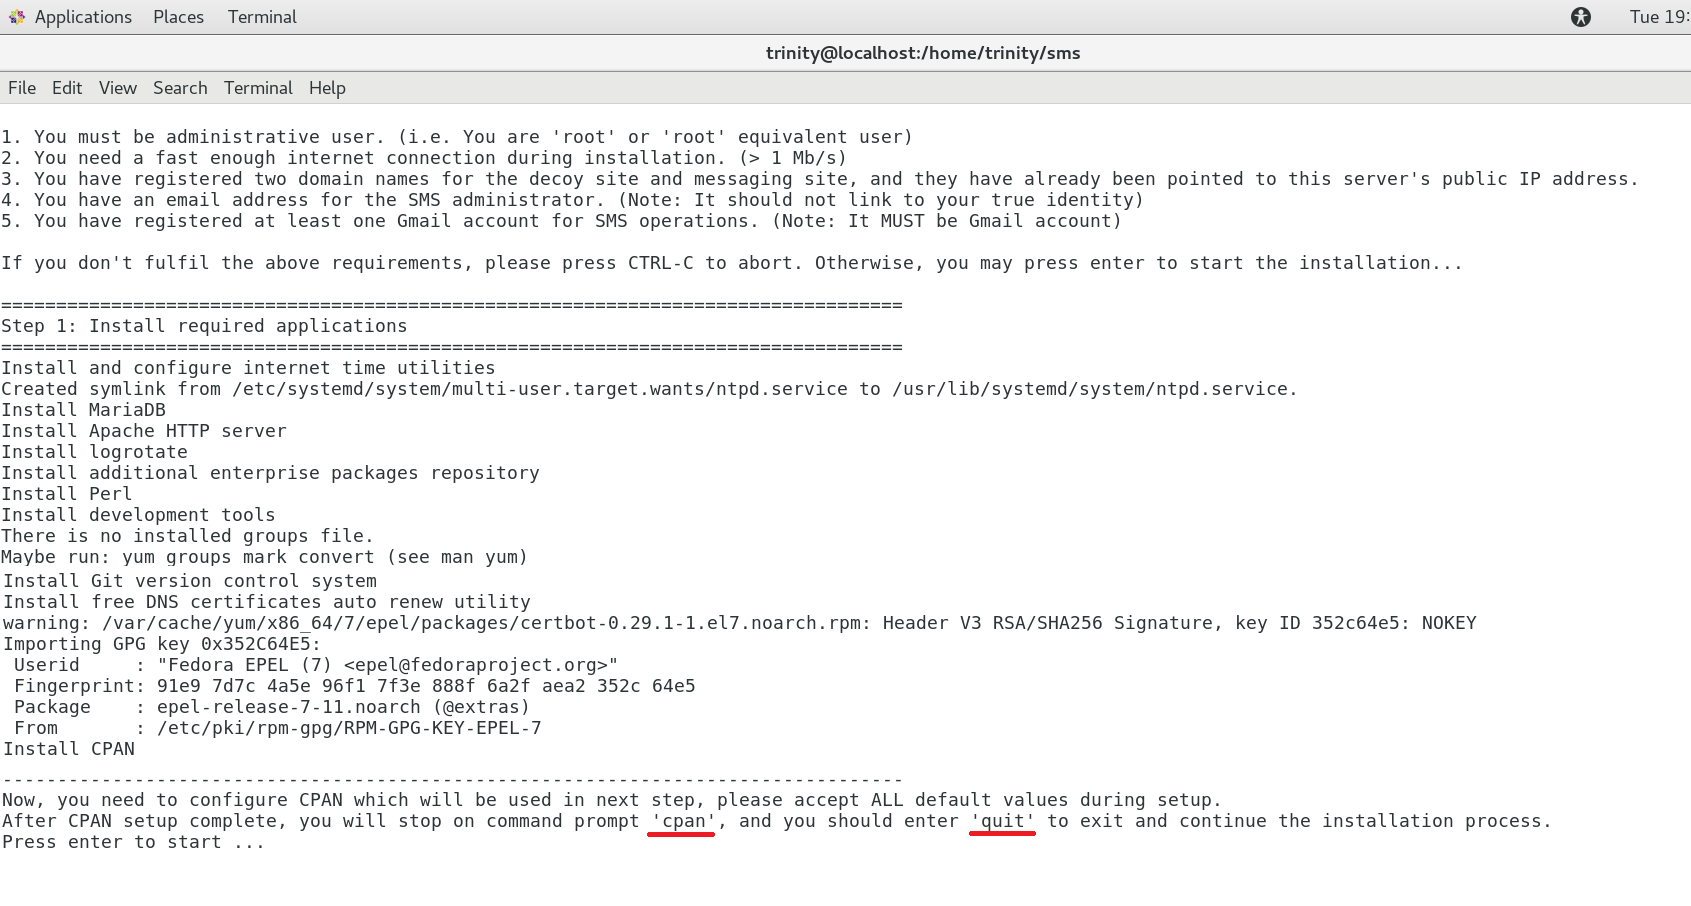 Applications Places Terminal Tue 19:
trinity@localhost:/home/trinity/sms
File Edit View Search Terminal Help
1. You must be administrative user. (i.e. You are 'root' or 'root' equivalent user)
2. You need a fast enough internet connection during installation. (> 1 Mb/s)
3. You have registered two domain names for the decoy site and messaging site, and they have already been pointed to this server's public IP address.
4. You have an email address for the SMS administrator. (Note: It should not link to your true identity)
5. You have registered at least one Gmail account for SMS operations. (Note: It MUST be Gmail account)
If you don't fulfil the above requirements, please press CTRL-C to abort. Otherwise, you may press enter to start the installation...
==================================================================================
Step 1: Install required applications
==================================================================================
Install and configure internet time utilities
Created symlink from /etc/systemd/system/multi-user.target.wants/ntpd.service to /usr/lib/systemd/system/ntpd.service.
Install MariaDB
Install Apache HTTP server
Install logrotate
Install additional enterprise packages repository
Install Perl
Install development tools
There is no installed groups file.
Maybe run: yum groups mark convert (see man yum)
Install Git version control system
Install free DNS certificates auto renew utility
warning: /var/cache/yum/x86_64/7/epel/packages/certbot-0.29.1-1.el7.noarch.rpm: Header V3 RSA/SHA256 Signature, key ID 352c64e5: NOKEY
Importing GPG key 0x352C64E5:
 Userid     : "Fedora EPEL (7) <epel@fedoraproject.org>"
 Fingerprint: 91e9 7d7c 4a5e 96f1 7f3e 888f 6a2f aea2 352c 64e5
 Package    : epel-release-7-11.noarch (@extras)
 From       : /etc/pki/rpm-gpg/RPM-GPG-KEY-EPEL-7
Install CPAN
----------------------------------------------------------------------------------
Now, you need to configure CPAN which will be used in next step, please accept ALL default values during setup.
After CPAN setup complete, you will stop on command prompt 'cpan', and you should enter 'quit' to exit and continue the installation process.
Press enter to start ...